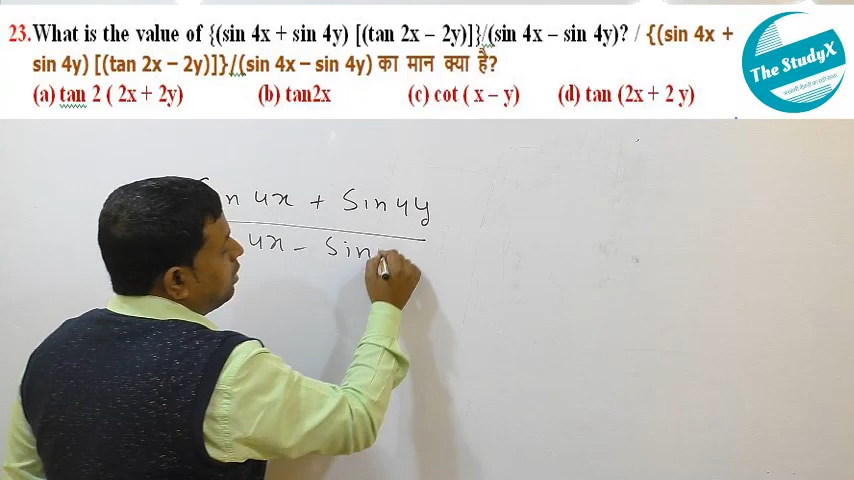 23.What is the value of {(sin 4x + sin 4y) [(tan 2x – 2y)]}/(sin 4x – sin 4y)? / {(sin 4x +
sin 4y) [(tan 2x – 2y)]}/(sin 4x – sin 4y) का मान क्या है?
(a) tan 2 ( 2x + 2y) (b) tan2x (c) cot ( x – y) (d) tan (2x + 2 y)
The StudyX
4x + Sin 4y
4x - Sin